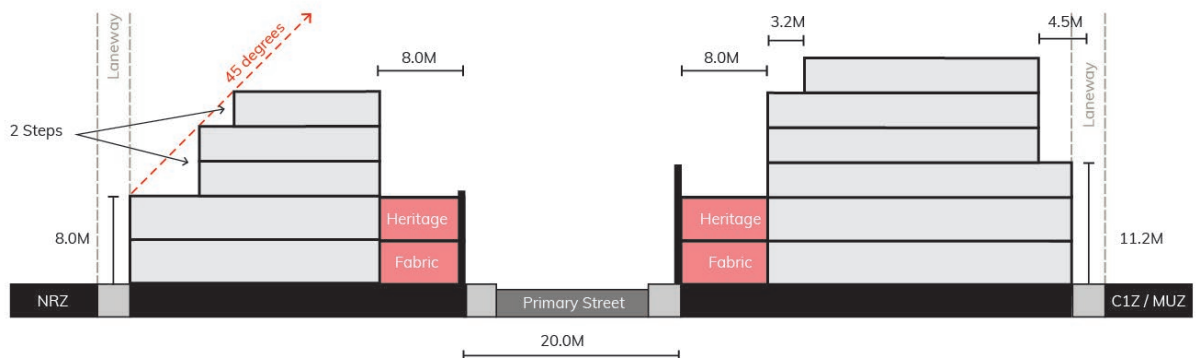 3.2M
4.5M
Laneway
45 degrees
8.0M
8.0M
Laneway
2 Steps
Heritage
Heritage
8.0M
11.2M
Fabric
Fabric
NRZ
Primary Street
C1Z / MUZ
20.0M